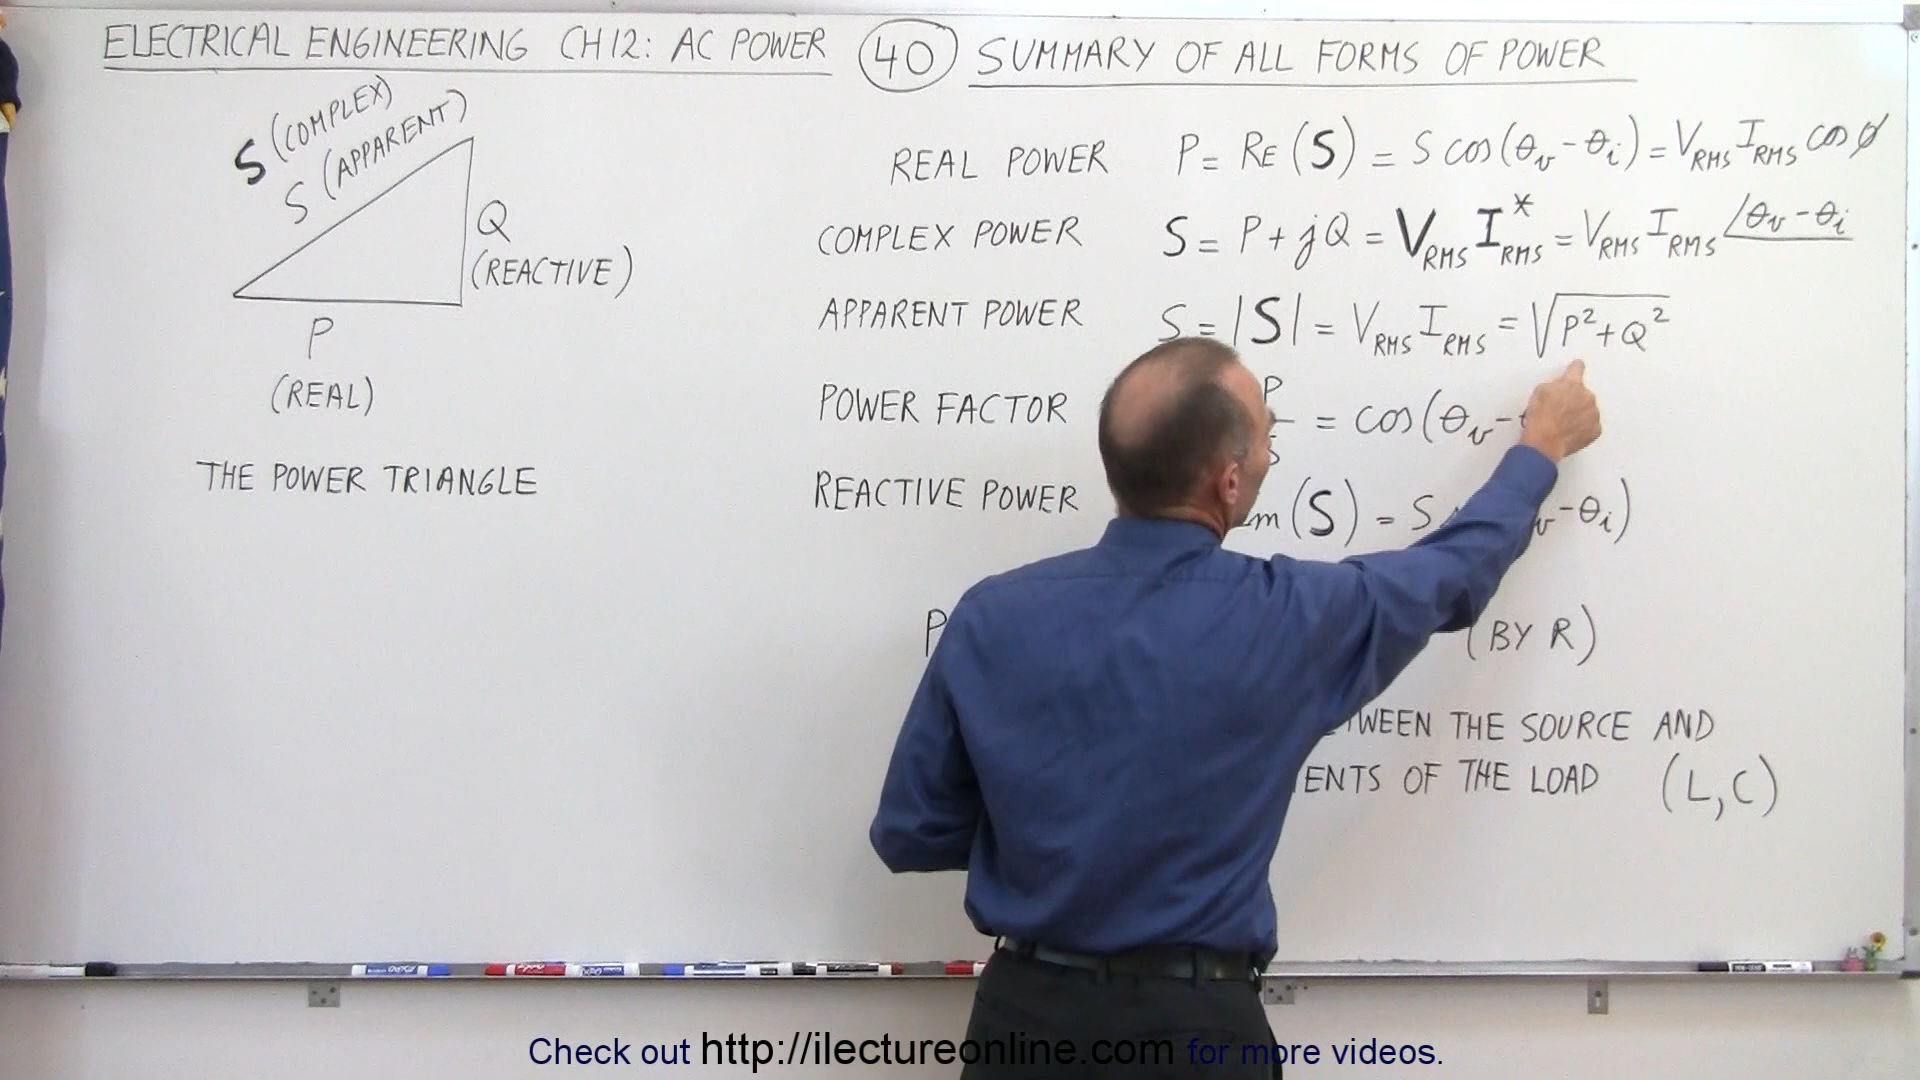 ELECTRICAL ENGINEERING CH 12: AC POWER 40 SUMMARY OF ALL FORMS OF POWER
S (COMPLEX)
S (APPARENT)
Q
(REACTIVE)
P
(REAL)
THE POWER TRIANGLE
REAL POWER P = RE (S) = S cos(θv - θi) = VRMS IRMS cos ϕ
COMPLEX POWER S = P + jQ = VRMS I*RMS = VRMS IRMS ∠θv - θi
APPARENT POWER S = |S| = VRMS IRMS = √P² + Q²
POWER FACTOR P/S = cos(θv -
REACTIVE POWER (S) = S - θi)
P (BY R)
THE SOURCE AND
OF THE LOAD (L, C)
Check out http://ilectureonline.com for more videos.